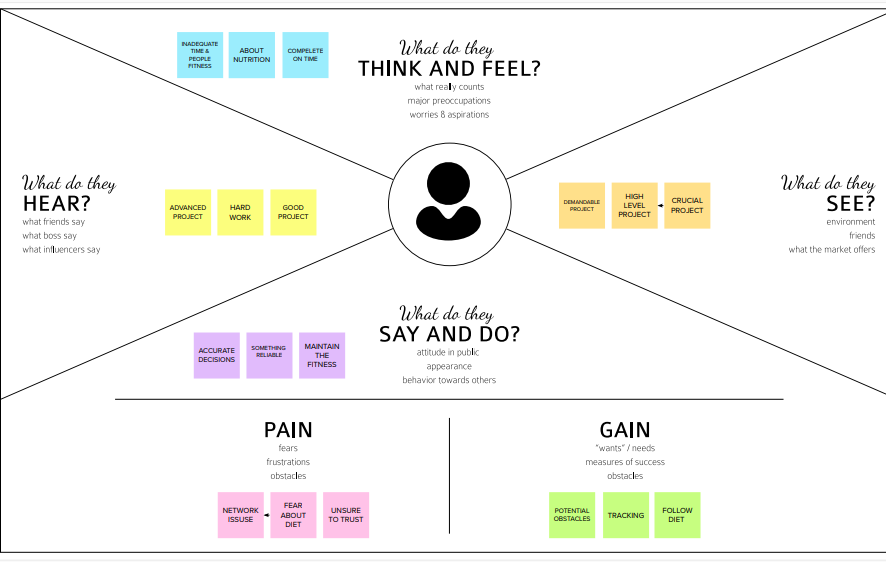 INADEQUATE
TIME &
PEOPLE
FITNESS
ABOUT
NUTRITION
COMPELETE
ON TIME
What do they
THINK AND FEEL?
what really counts
major preoccupations
worries & aspirations
What do they
HEAR?
what friends say
what boss say
what influencers say
ADVANCED
PROJECT
HARD
WORK
GOOD
PROJECT
DEMANDABLE
PROJECT
HIGH
LEVEL
PROJECT
CRUCIAL
PROJECT
What do they
SEE?
environment
friends
what the market offers
What do they
SAY AND DO?
attitude in public
appearance
behavior towards others
ACCURATE
DECISIONS
SOMETHING
RELIABLE
MAINTAIN
THE
FITNESS
PAIN
fears
frustrations
obstacles
NETWORK
ISSUSE
FEAR
ABOUT
DIET
UNSURE
TO TRUST
GAIN
"wants" / needs
measures of success
obstacles
POTENTIAL
OBSTACLES
TRACKING
FOLLOW
DIET